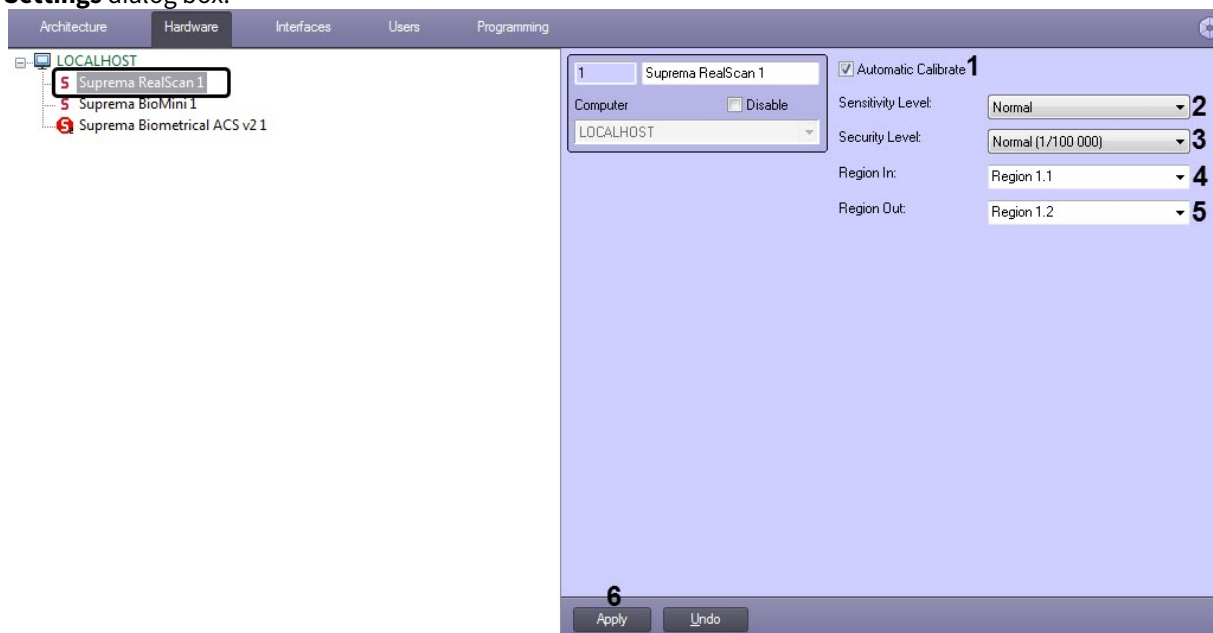 Settings dialog box.
Architecture Hardware Interfaces Users Programming
LOCALHOST
Suprema RealScan 1
Suprema BioMini 1
Suprema Biometrical ACS v2 1
1 Suprema RealScan 1
Computer Disable
LOCALHOST
Automatic Calibrate 1
Sensitivity Level: Normal 2
Security Level: Normal (1/100 000) 3
Region In: Region 1.1 4
Region Out: Region 1.2 5
6
Apply Undo